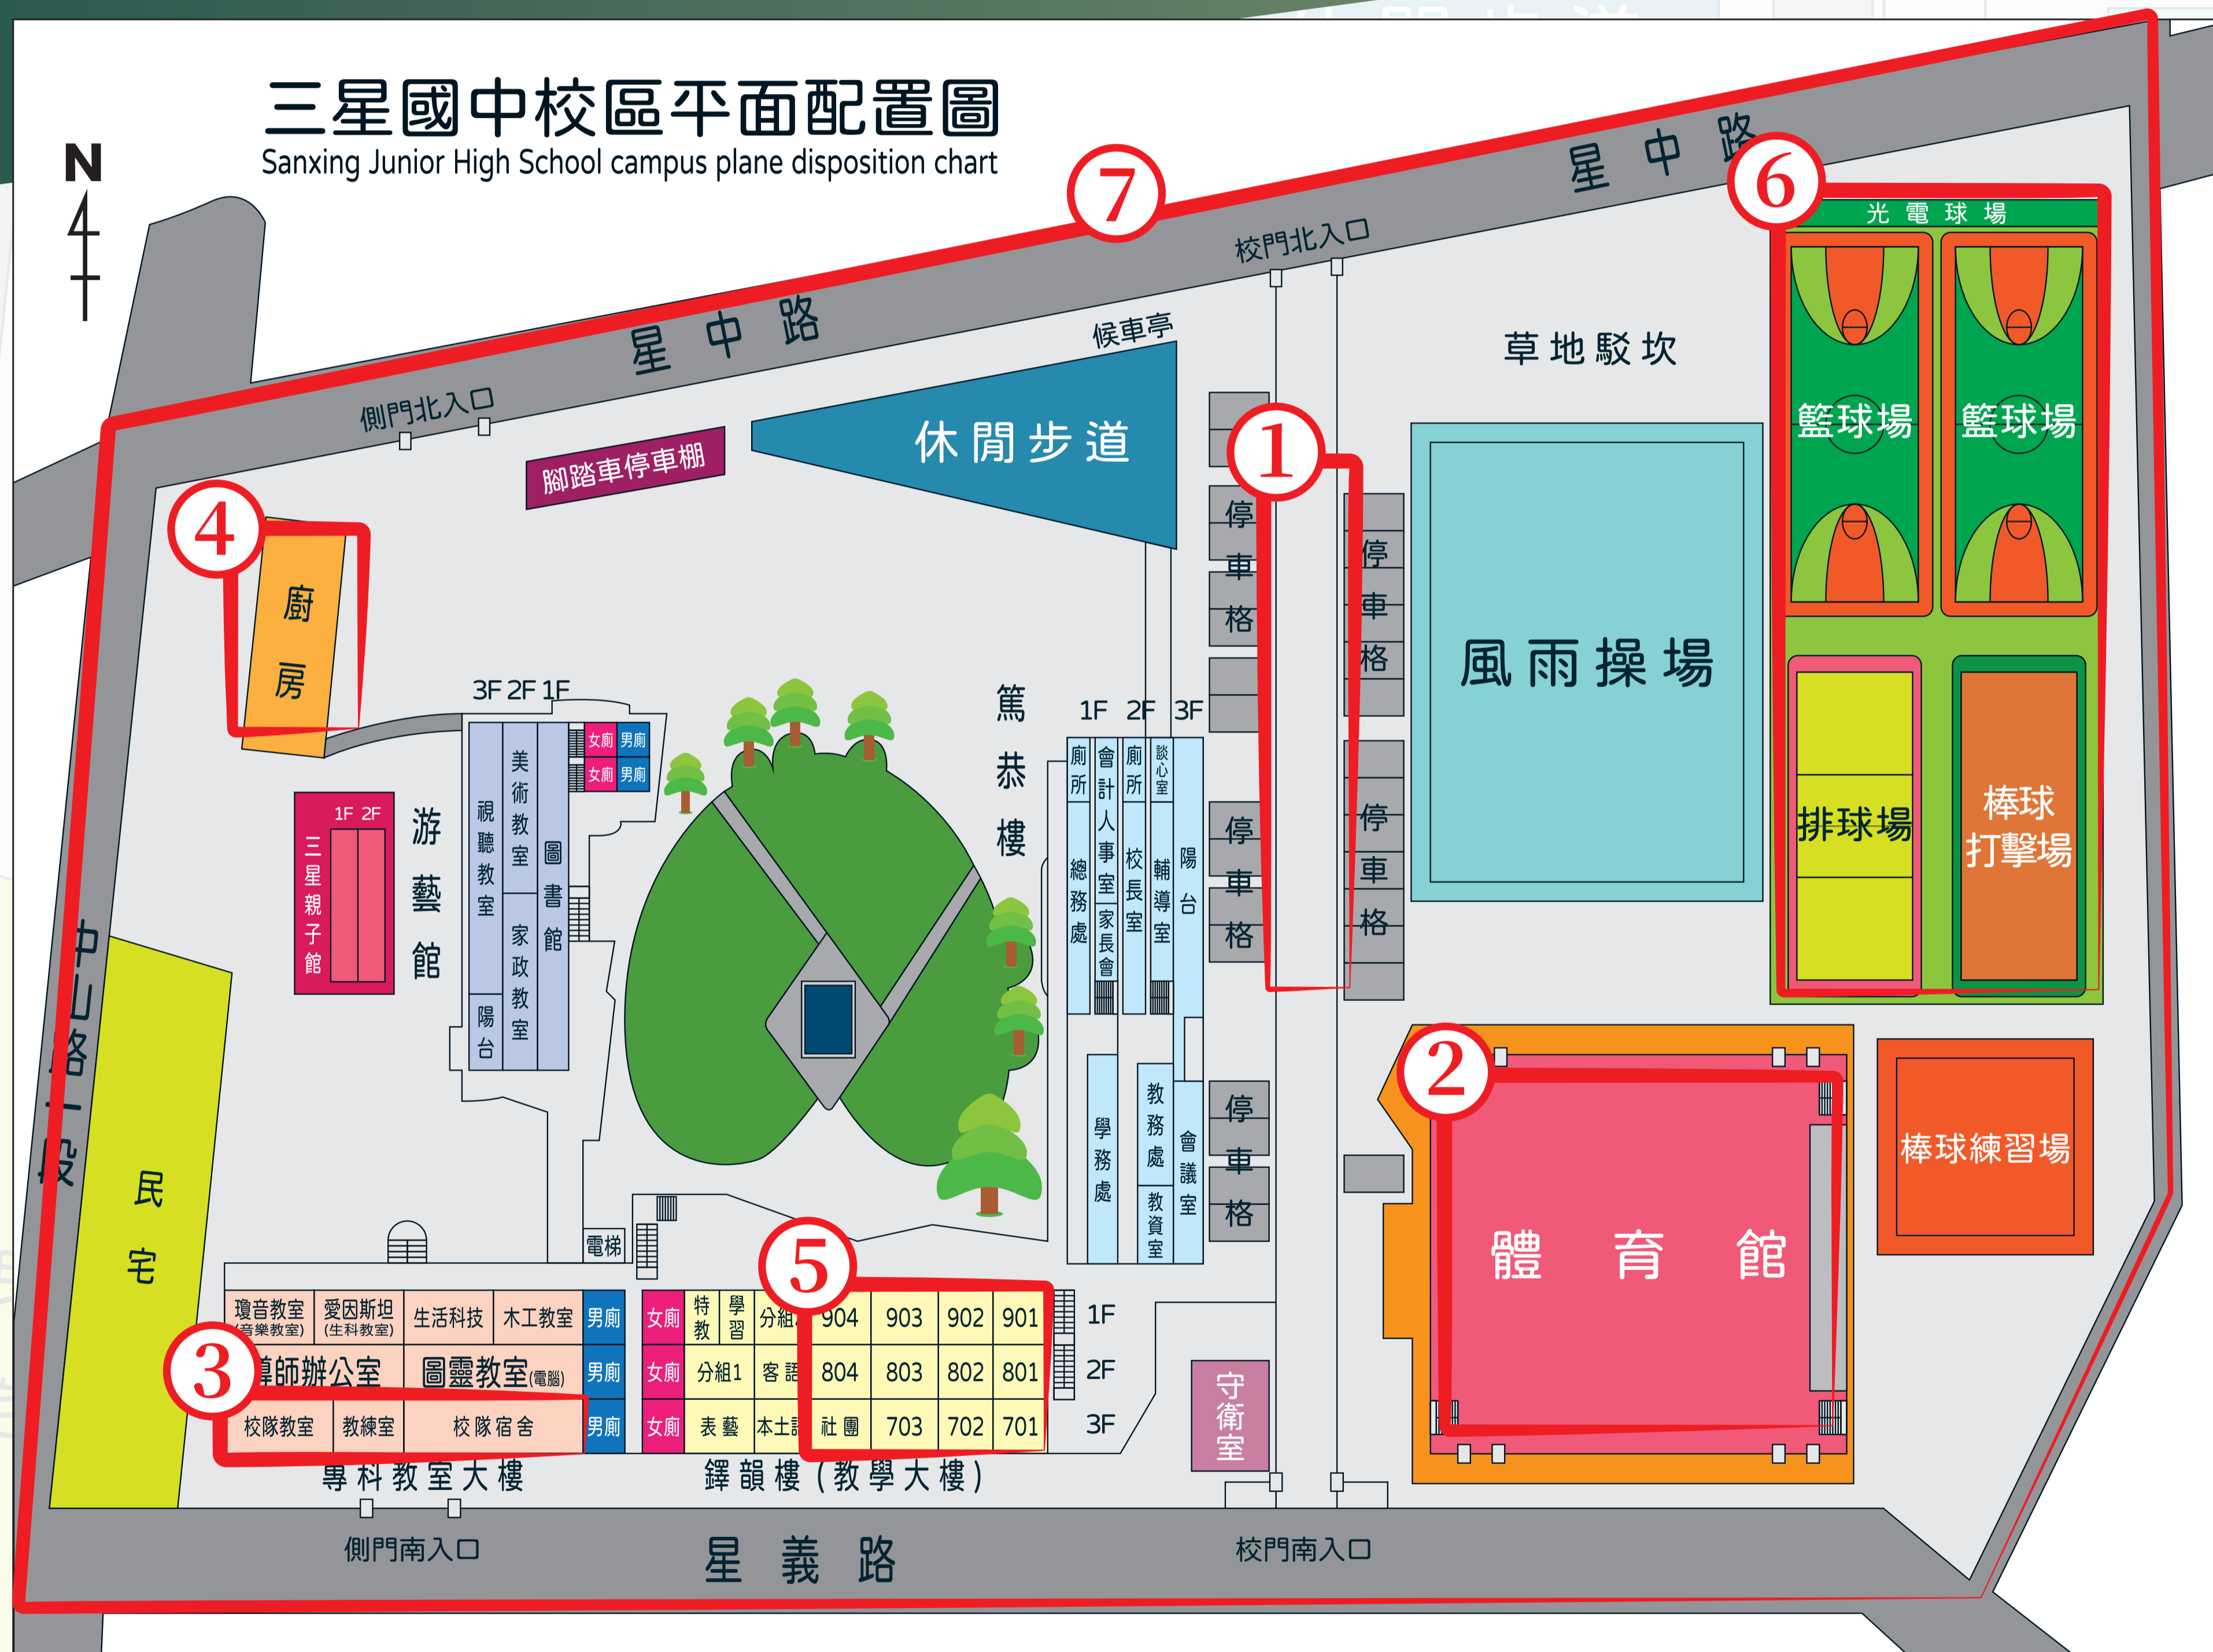 三星國中校區平面配置圖
Sanxing Junior High School campus plane disposition chart
N
星中路
星中路
校門北入口
側門北入口
候車亭
腳踏車停車棚
休閒步道
草地駁坎
光電球場
籃球場
籃球場
排球場
棒球
打擊場
風雨操場
停車格
停車格
停車格
停車格
停車格
廚房
3F 2F 1F
女廁 男廁
女廁 男廁
視聽教室
陽台
美術教室
家政教室
圖書館
游藝館
1F 2F
三星親子館
篤恭樓
1F 2F 3F
廁所
總務處
會計人事室
家長會
廁所
校長室
談心室
輔導室
陽台
學務處
教務處
教資室
會議室
中山路一段
民宅
電梯
瓊音教室
(音樂教室)
愛因斯坦
(生科教室)
生活科技
木工教室
男廁
導師辦公室
圖靈教室(電腦)
男廁
校隊教室
教練室
校隊宿舍
男廁
專科教室大樓
女廁 特教 學習 分組 904 903 902 901 1F
女廁 分組1 客語 804 803 802 801 2F
女廁 表藝 本土語 社團 703 702 701 3F
鐸韻樓(教學大樓)
守衛室
體育館
棒球練習場
側門南入口
星義路
校門南入口
1
2
3
4
5
6
7